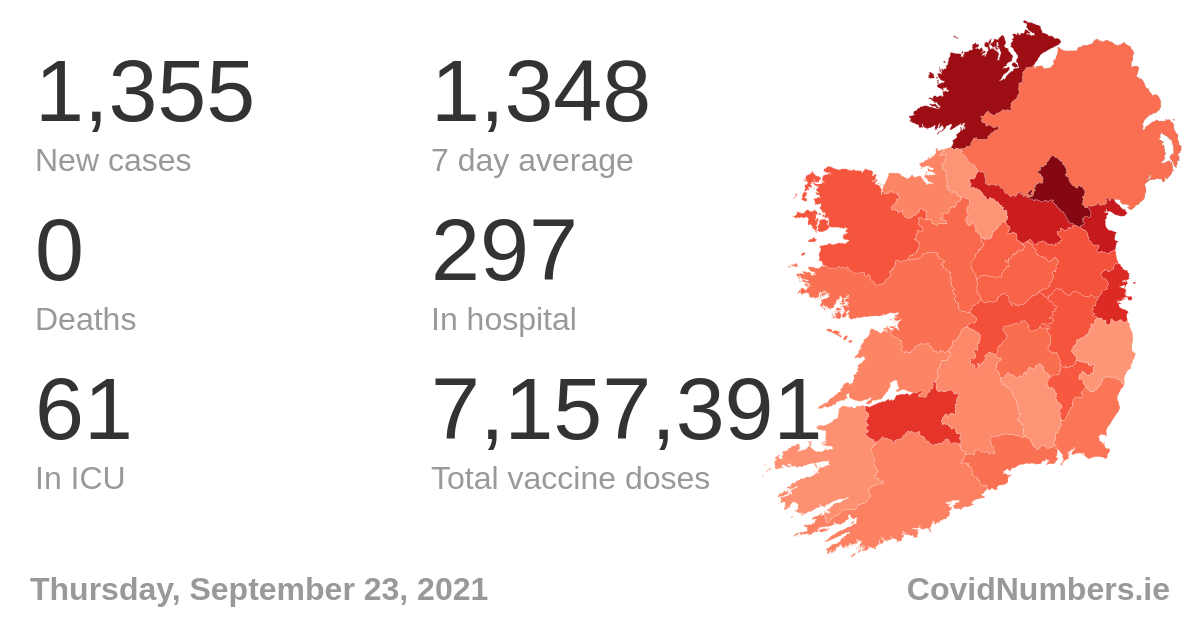 1,355
New cases
1,348
7 day average
0
Deaths
297
In hospital
61
In ICU
7,157,391
Total vaccine doses
Thursday, September 23, 2021
CovidNumbers.ie